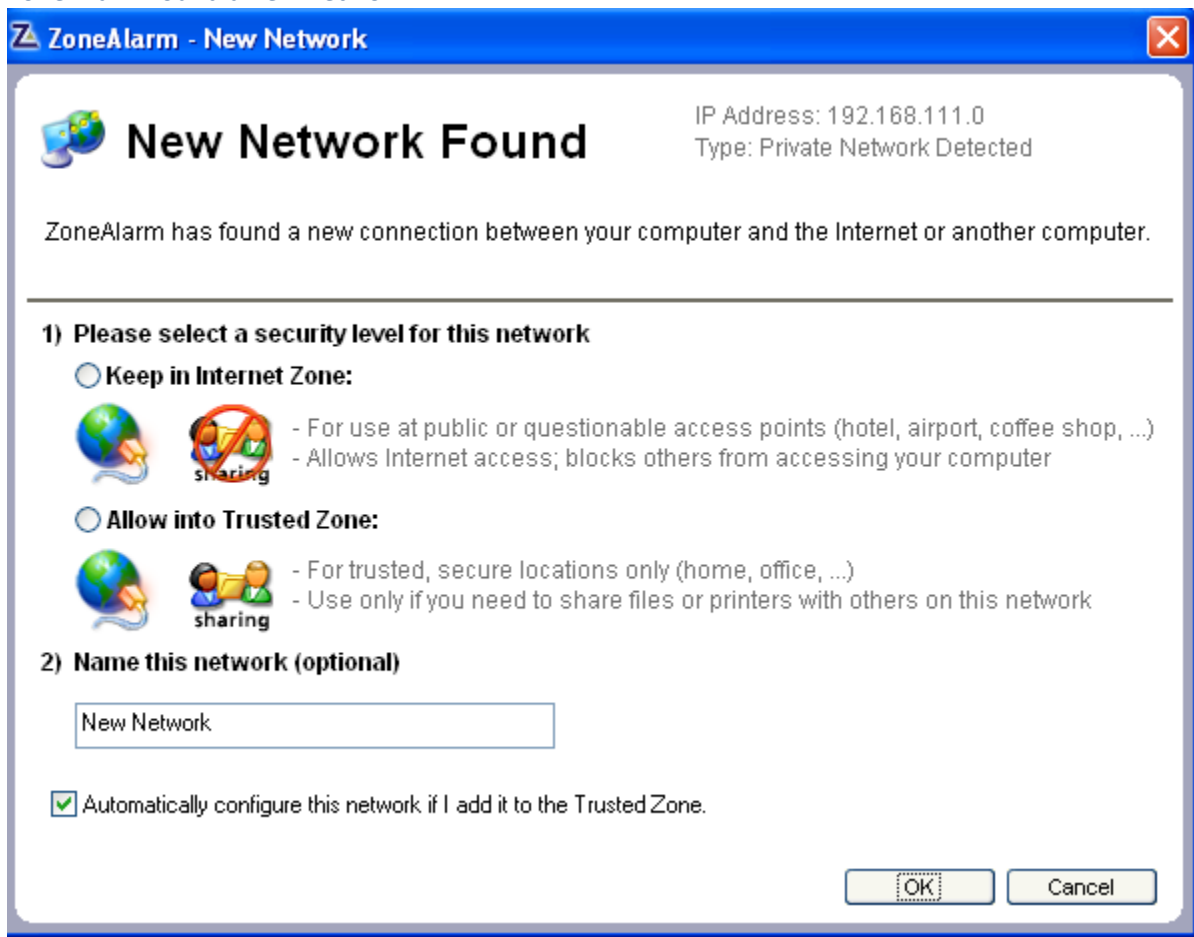 ZoneAlarm - New Network
New Network Found
IP Address: 192.168.111.0
Type: Private Network Detected
ZoneAlarm has found a new connection between your computer and the Internet or another computer.
1) Please select a security level for this network
Keep in Internet Zone:
sharing
- For use at public or questionable access points (hotel, airport, coffee shop, ...)
- Allows Internet access; blocks others from accessing your computer
Allow into Trusted Zone:
sharing
- For trusted, secure locations only (home, office, ...)
- Use only if you need to share files or printers with others on this network
2) Name this network (optional)
New Network
Automatically configure this network if I add it to the Trusted Zone.
OK
Cancel